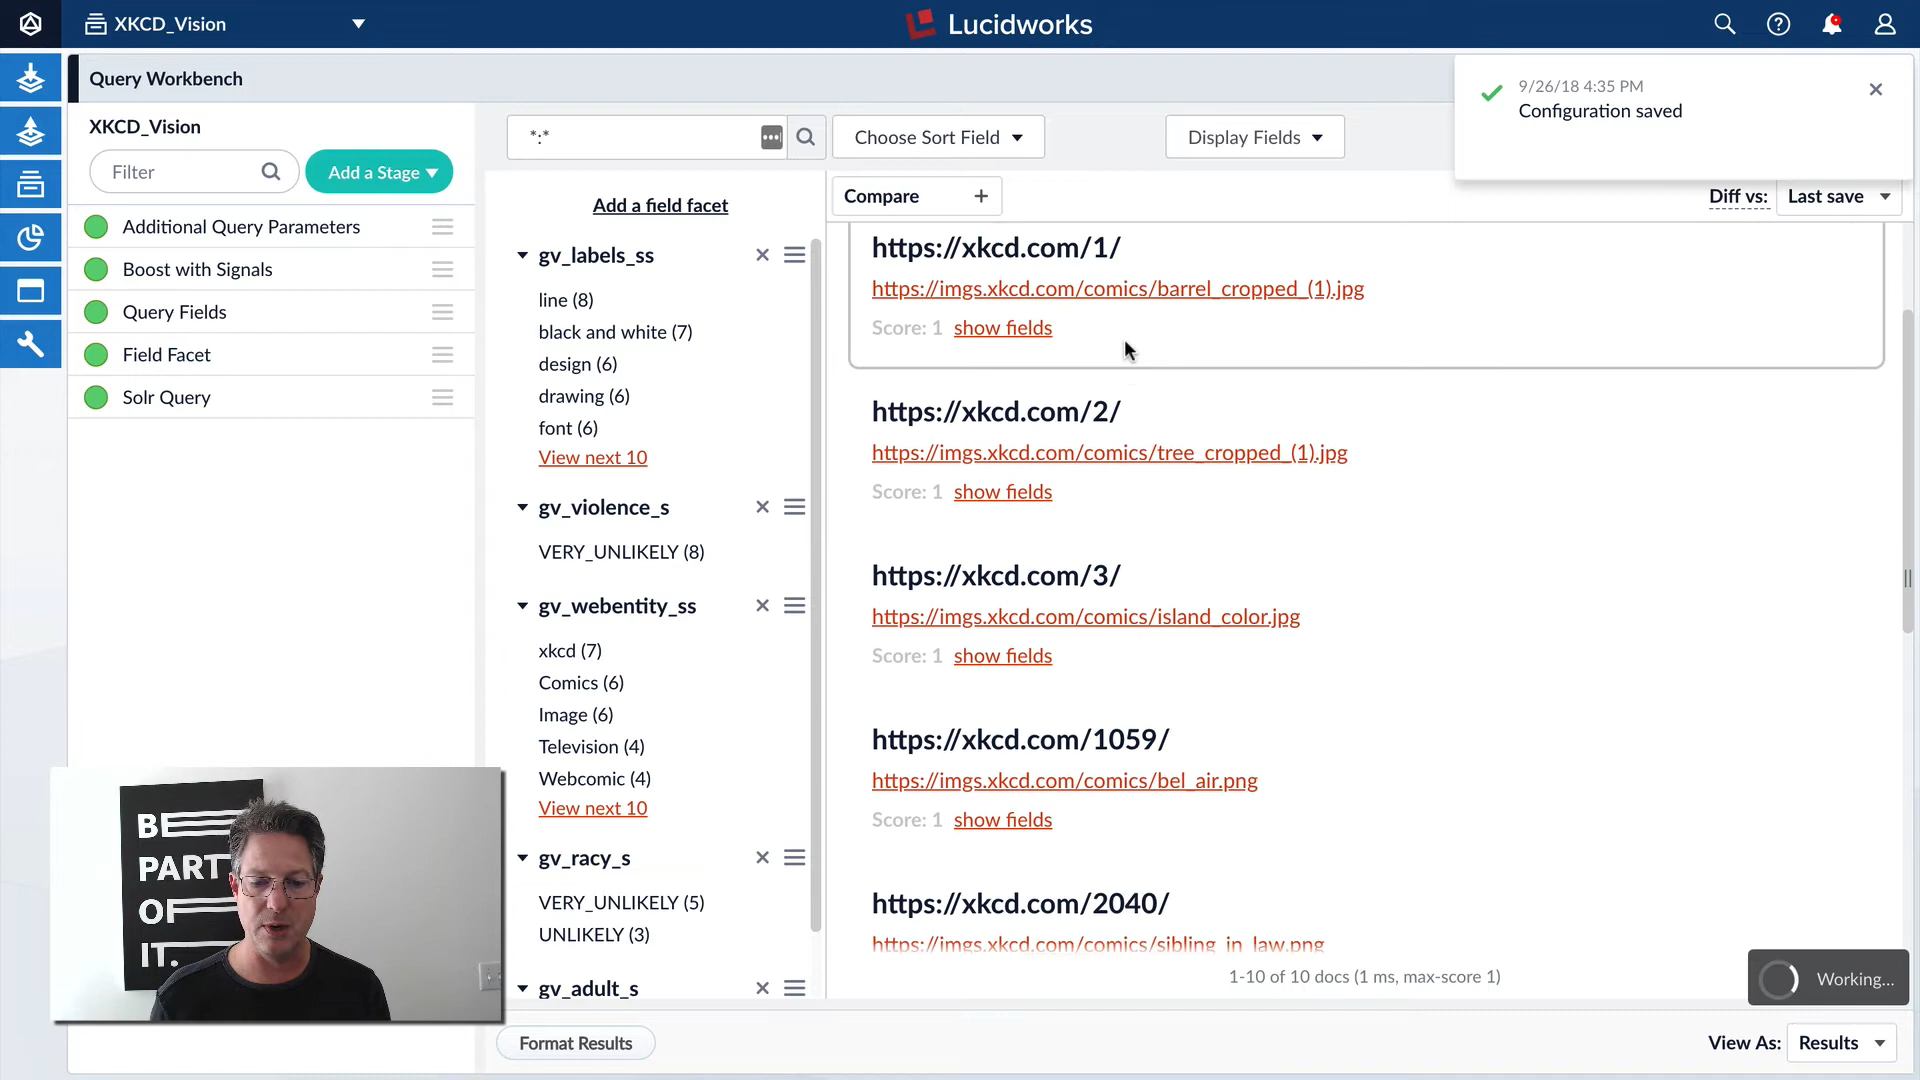 XKCD_Vision
Lucidworks
Query Workbench
9/26/18 4:35 PM
Configuration saved
XKCD_Vision
Filter
Add a Stage
Additional Query Parameters
Boost with Signals
Query Fields
Field Facet
Solr Query
*:*
Choose Sort Field
Display Fields
Compare
Diff vs: Last save
Add a field facet
gv_labels_ss
line (8)
black and white (7)
design (6)
drawing (6)
font (6)
View next 10
gv_violence_s
VERY_UNLIKELY (8)
gv_webentity_ss
xkcd (7)
Comics (6)
Image (6)
Television (4)
Webcomic (4)
View next 10
gv_racy_s
VERY_UNLIKELY (5)
UNLIKELY (3)
gv_adult_s
https://xkcd.com/1/
https://imgs.xkcd.com/comics/barrel_cropped_(1).jpg
Score: 1 show fields
https://xkcd.com/2/
https://imgs.xkcd.com/comics/tree_cropped_(1).jpg
Score: 1 show fields
https://xkcd.com/3/
https://imgs.xkcd.com/comics/island_color.jpg
Score: 1 show fields
https://xkcd.com/1059/
https://imgs.xkcd.com/comics/bel_air.png
Score: 1 show fields
https://xkcd.com/2040/
https://imgs.xkcd.com/comics/sibling_in_law.png
1-10 of 10 docs (1 ms, max-score 1)
Working...
Format Results
View As: Results
BE
PART
OF
IT.